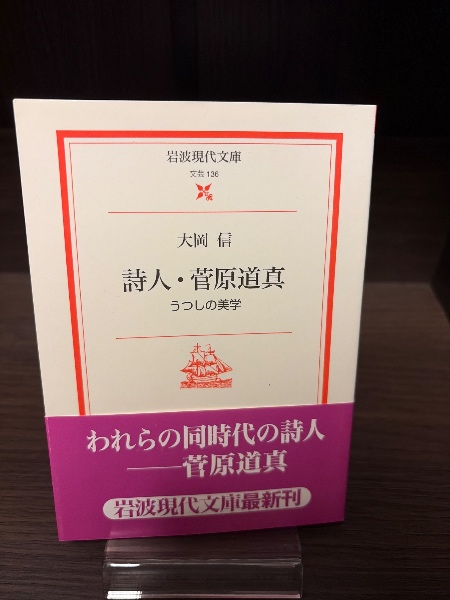 岩波現代文庫
文芸 136
大岡 信
詩人・菅原道真
うつしの美学
われらの同時代の詩人
──菅原道真
岩波現代文庫最新刊